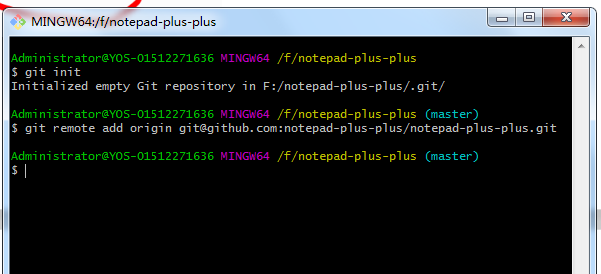 MINGW64:/f/notepad-plus-plus
Administrator@YOS-01512271636 MINGW64 /f/notepad-plus-plus
$ git init
Initialized empty Git repository in F:/notepad-plus-plus/.git/
Administrator@YOS-01512271636 MINGW64 /f/notepad-plus-plus (master)
$ git remote add origin git@github.com:notepad-plus-plus/notepad-plus-plus.git
Administrator@YOS-01512271636 MINGW64 /f/notepad-plus-plus (master)
$